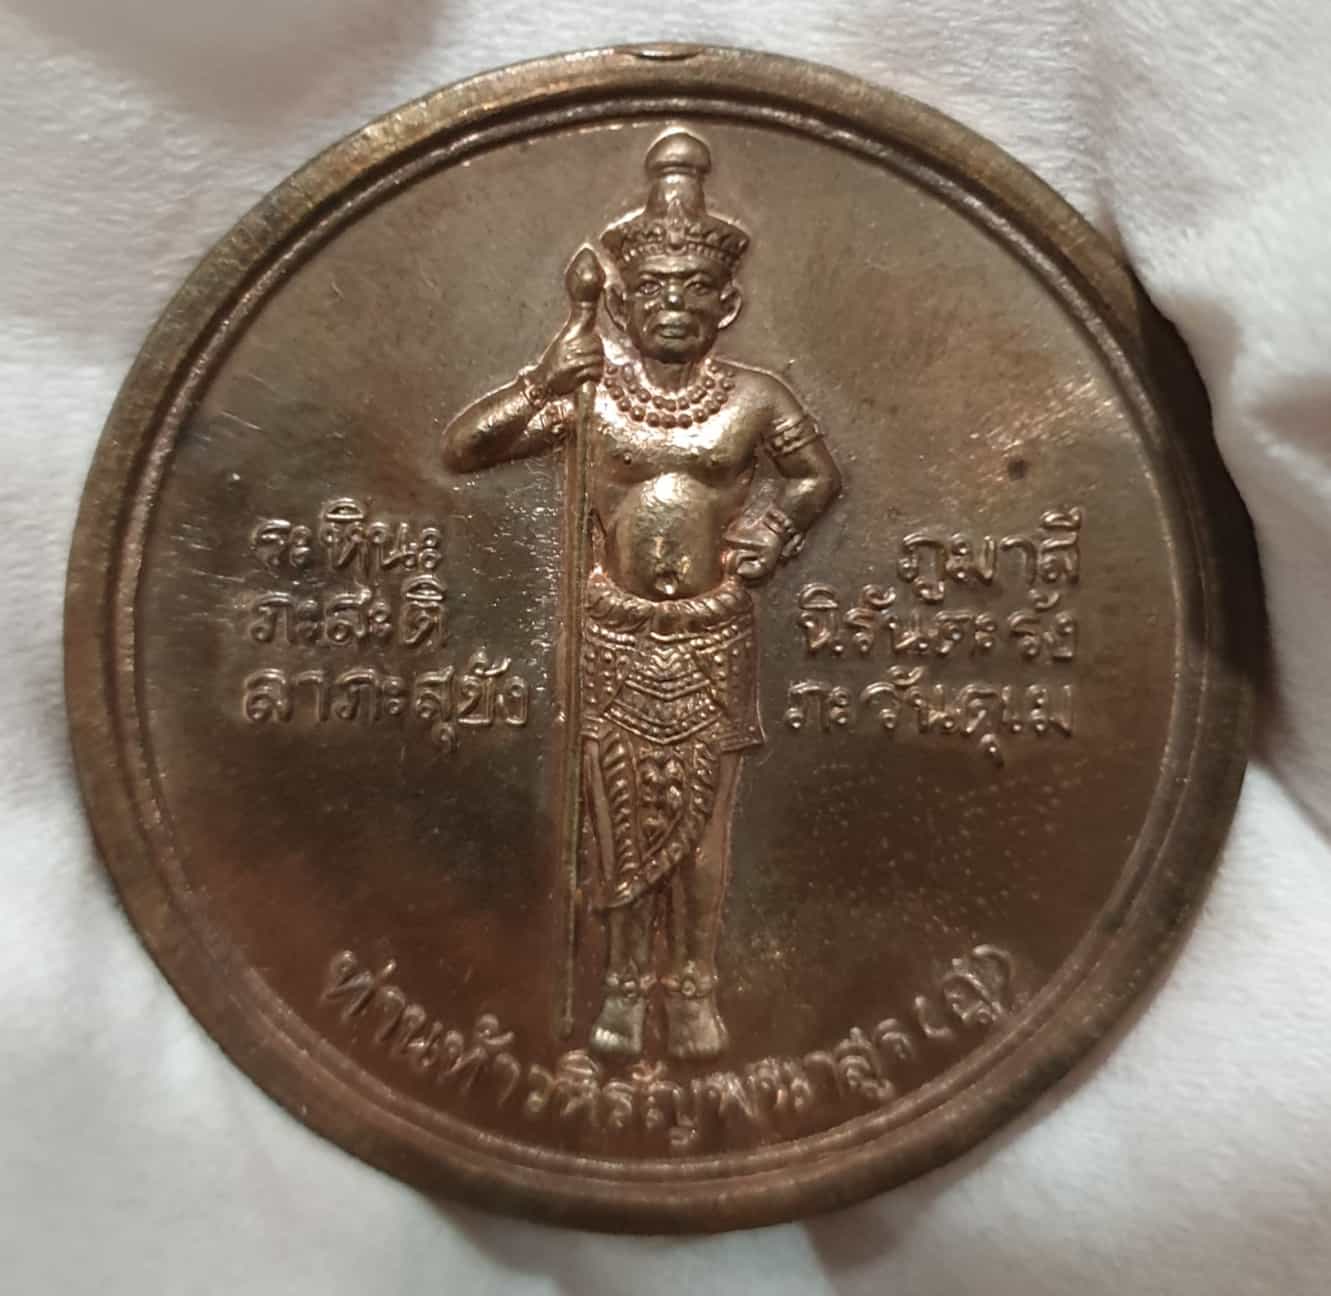 ระหินะ
ภะสะติ
ลาภะสุขัง
ภูมาสี
นิรันตะรัง
ภะวันตุเม
ท่านท้าวหิรัญพนาสูร (ฮู)